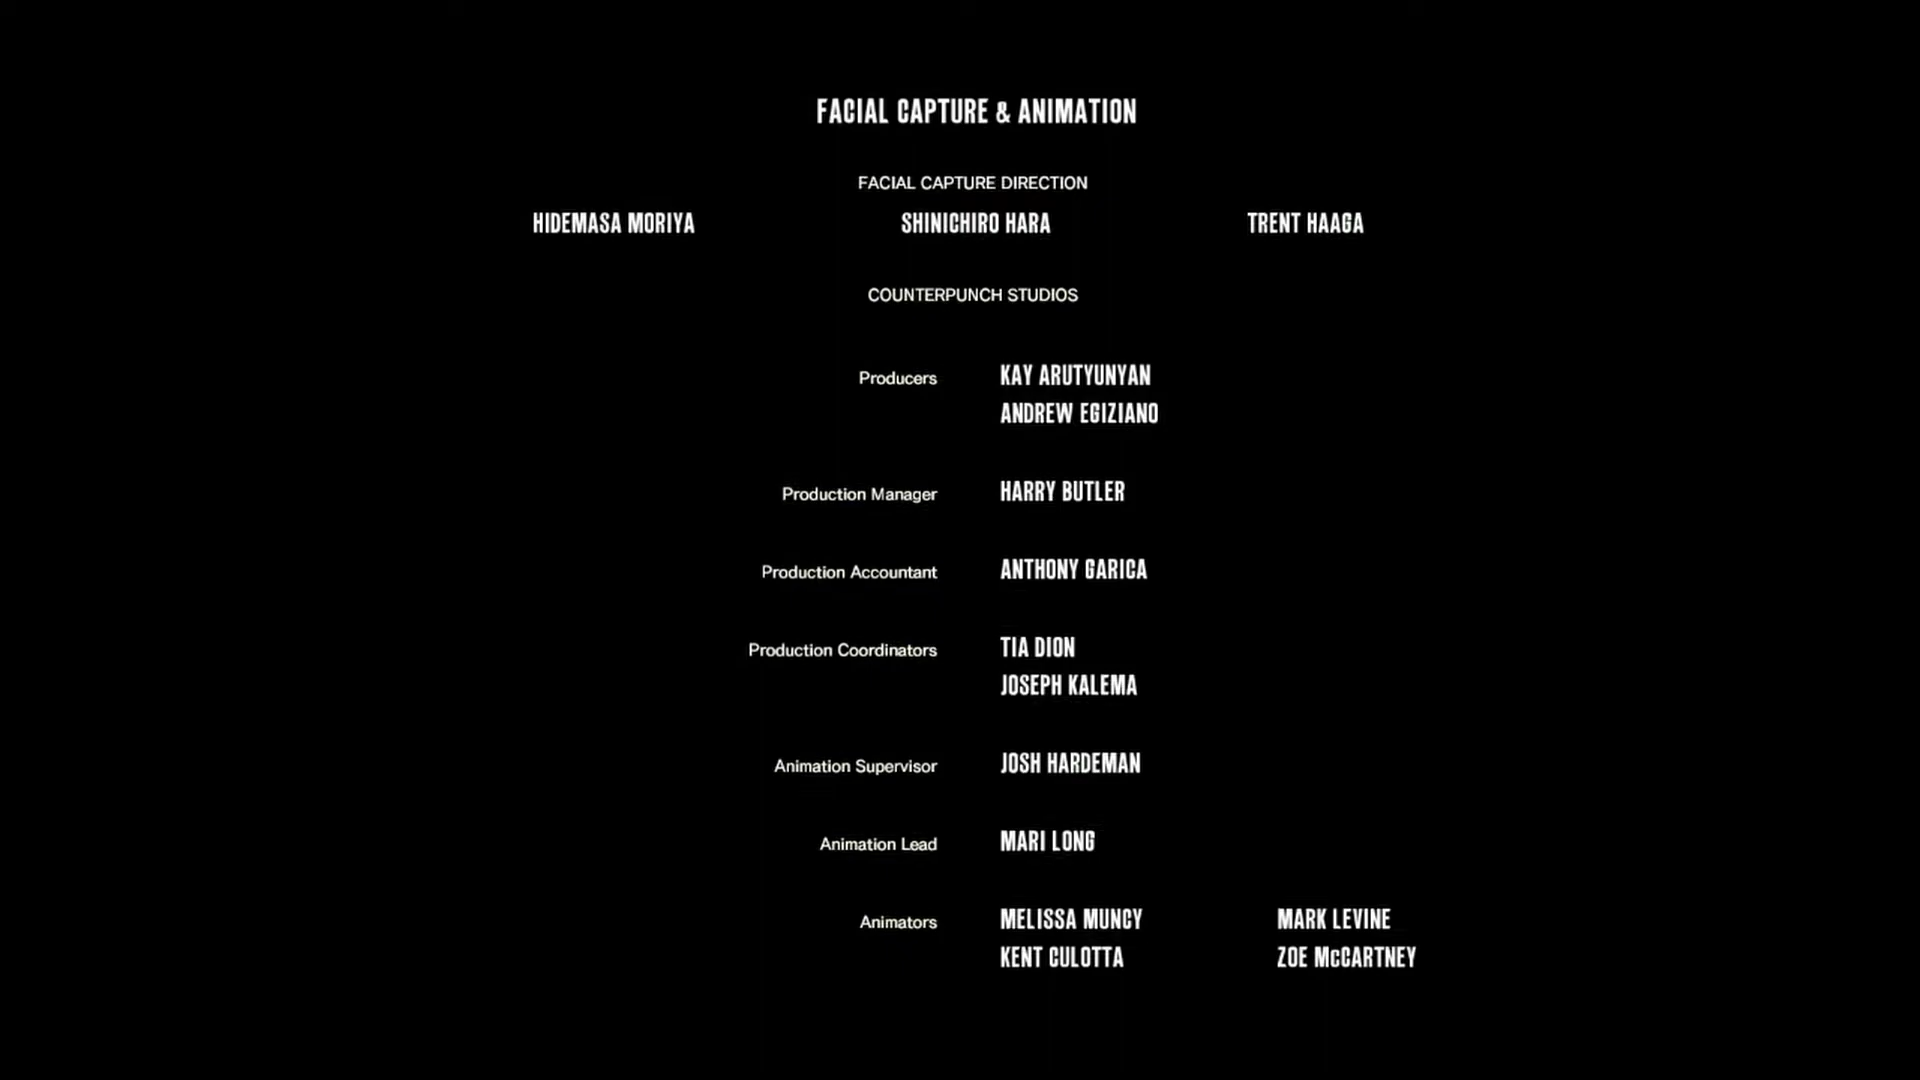 FACIAL CAPTURE & ANIMATION
FACIAL CAPTURE DIRECTION
HIDEMASA MORIYA SHINICHIRO HARA TRENT HAAGA
COUNTERPUNCH STUDIOS
Producers KAY ARUTYUNYAN
ANDREW EGIZIANO
Production Manager HARRY BUTLER
Production Accountant ANTHONY GARICA
Production Coordinators TIA DION
JOSEPH KALEMA
Animation Supervisor JOSH HARDEMAN
Animation Lead MARI LONG
Animators MELISSA MUNCY MARK LEVINE
KENT CULOTTA ZOE McCARTNEY